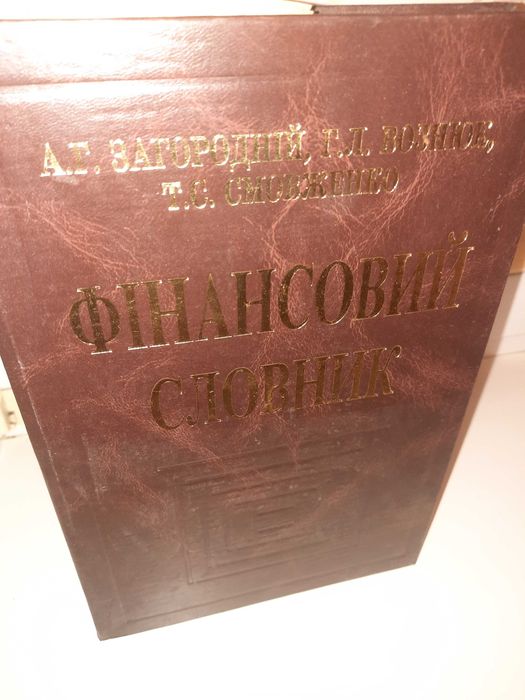 А.Г. ЗАГОРОДНІЙ, Г.Л. ВОЗНЮК,
Т.С. СМОВЖЕНКО
ФІНАНСОВИЙ
СЛОВНИК